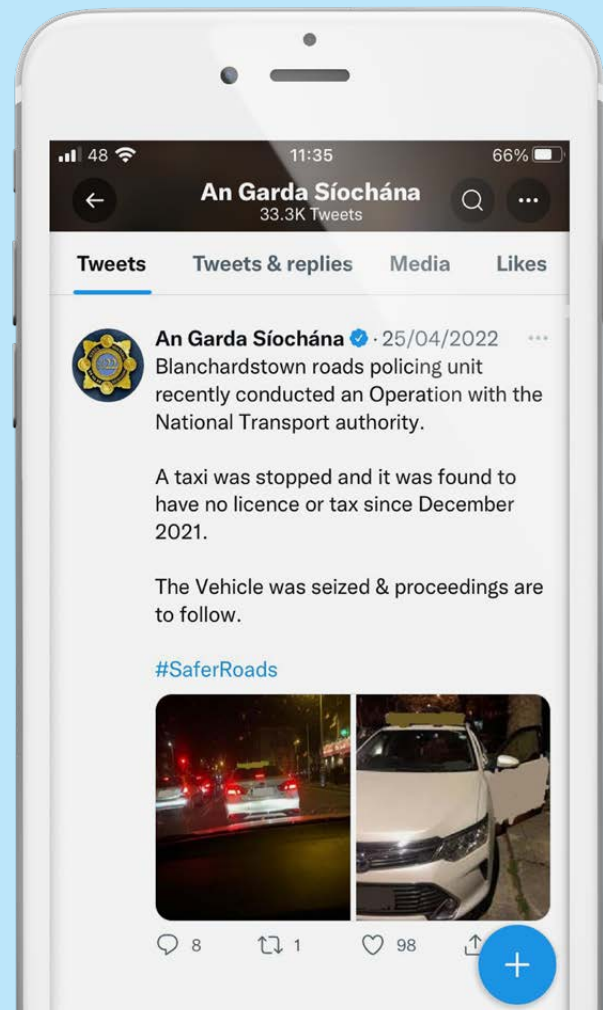 48
11:35
66%
An Garda Síochána
33.3K Tweets
Tweets
Tweets & replies
Media
Likes
An Garda Síochána · 25/04/2022
Blanchardstown roads policing unit
recently conducted an Operation with the
National Transport authority.
A taxi was stopped and it was found to
have no licence or tax since December
2021.
The Vehicle was seized & proceedings are
to follow.
#SaferRoads
8
1
98